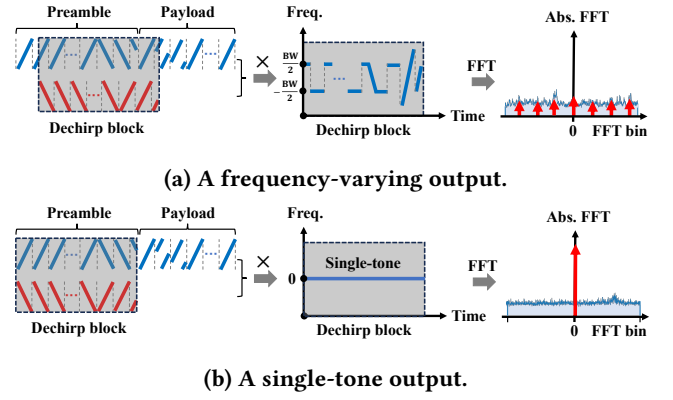 Preamble Payload
Freq.
Abs. FFT
...
...
×
BW
2
...
FFT
-BW
2
...
Time
Dechirp block
Dechirp block
0 FFT bin
(a) A frequency-varying output.
Preamble Payload
Freq.
Abs. FFT
...
...
×
Single-tone
FFT
0
...
Time
Dechirp block
Dechirp block
0 FFT bin
(b) A single-tone output.